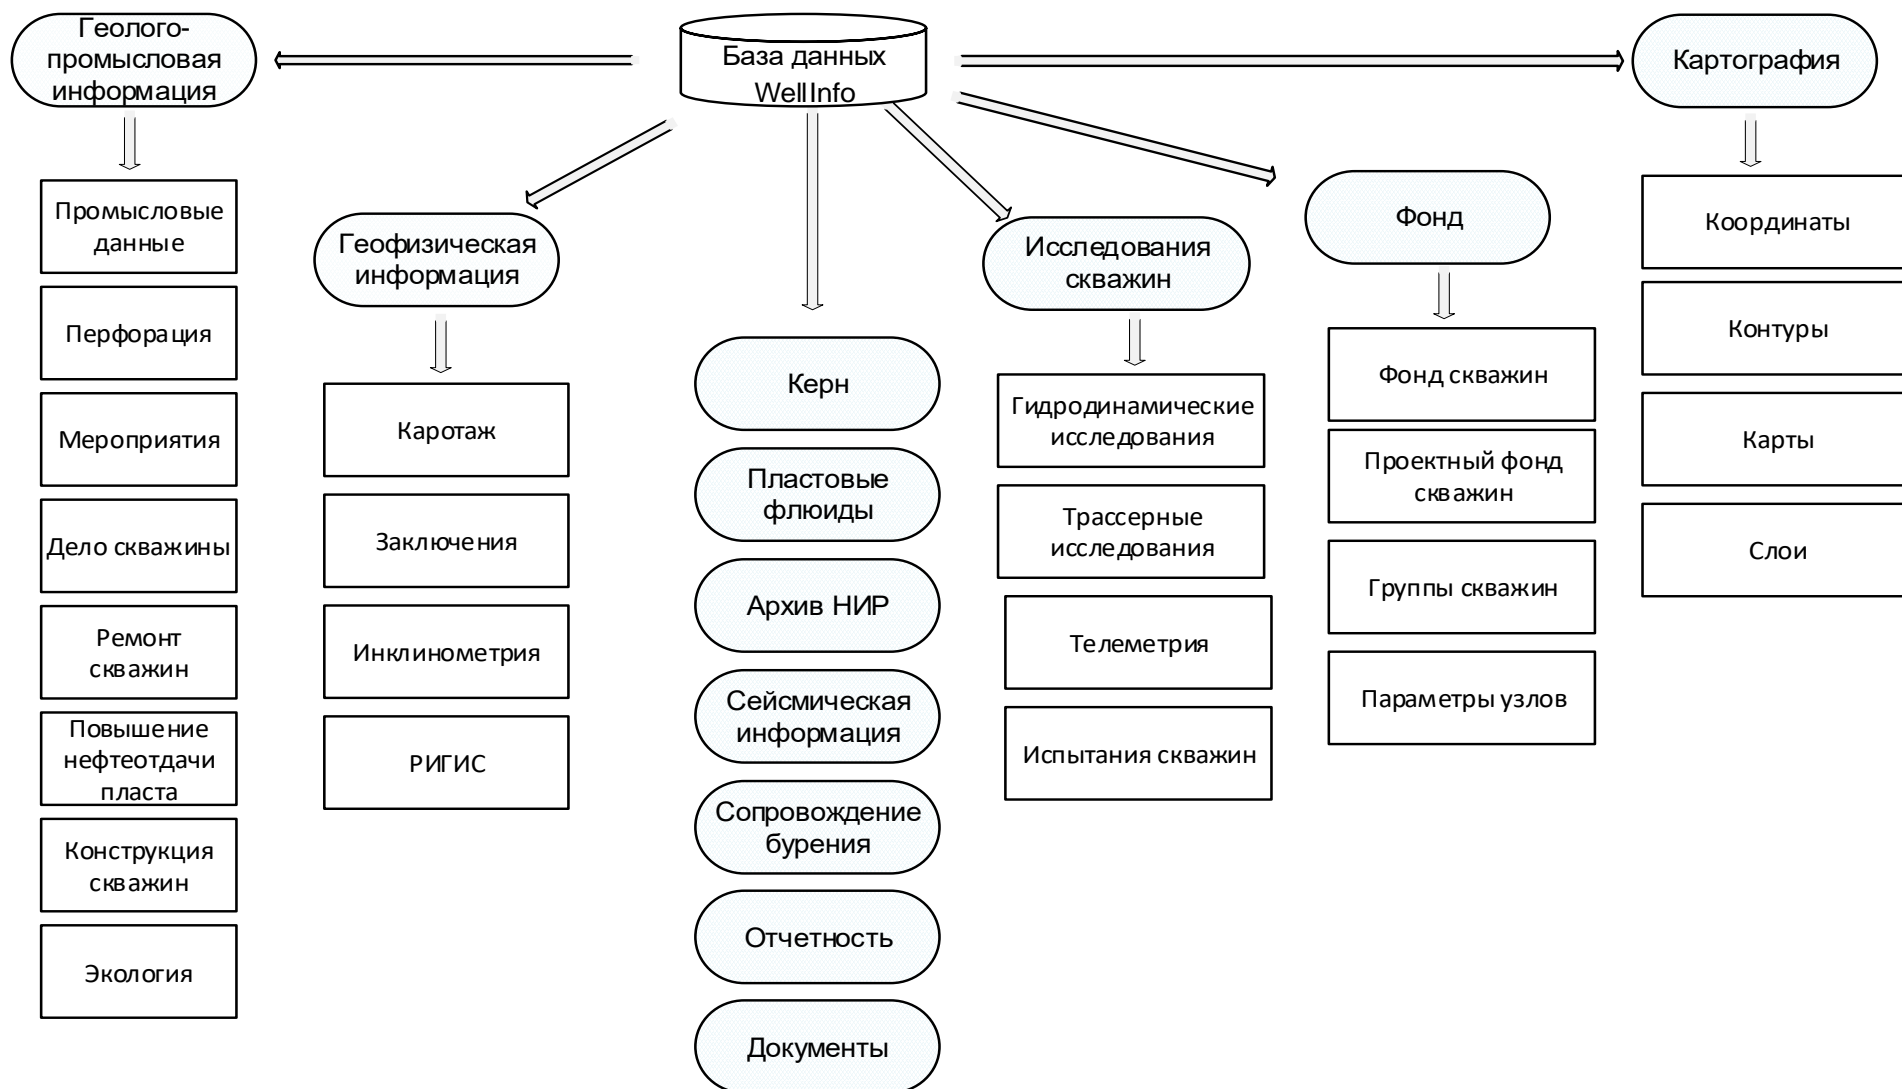 База данных
WellInfo
Геолого-
промысловая
информация
Промысловые
данные
Перфорация
Мероприятия
Дело скважины
Ремонт
скважин
Повышение
нефтеотдачи
пласта
Конструкция
скважин
Экология
Геофизическая
информация
Каротаж
Заключения
Инклинометрия
РИГИС
Керн
Пластовые
флюиды
Архив НИР
Сейсмическая
информация
Сопровождение
бурения
Отчетность
Документы
Исследования
скважин
Гидродинамические
исследования
Трассерные
исследования
Телеметрия
Испытания скважин
Фонд
Фонд скважин
Проектный фонд
скважин
Группы скважин
Параметры узлов
Картография
Координаты
Контуры
Карты
Слои